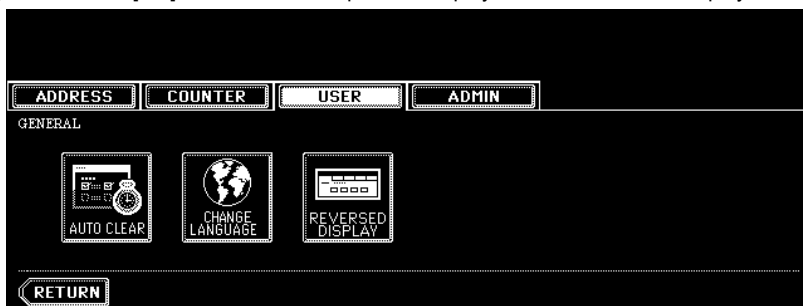 ADDRESS COUNTER USER ADMIN
GENERAL
AUTO CLEAR
CHANGE
LANGUAGE
REVERSED
DISPLAY
RETURN